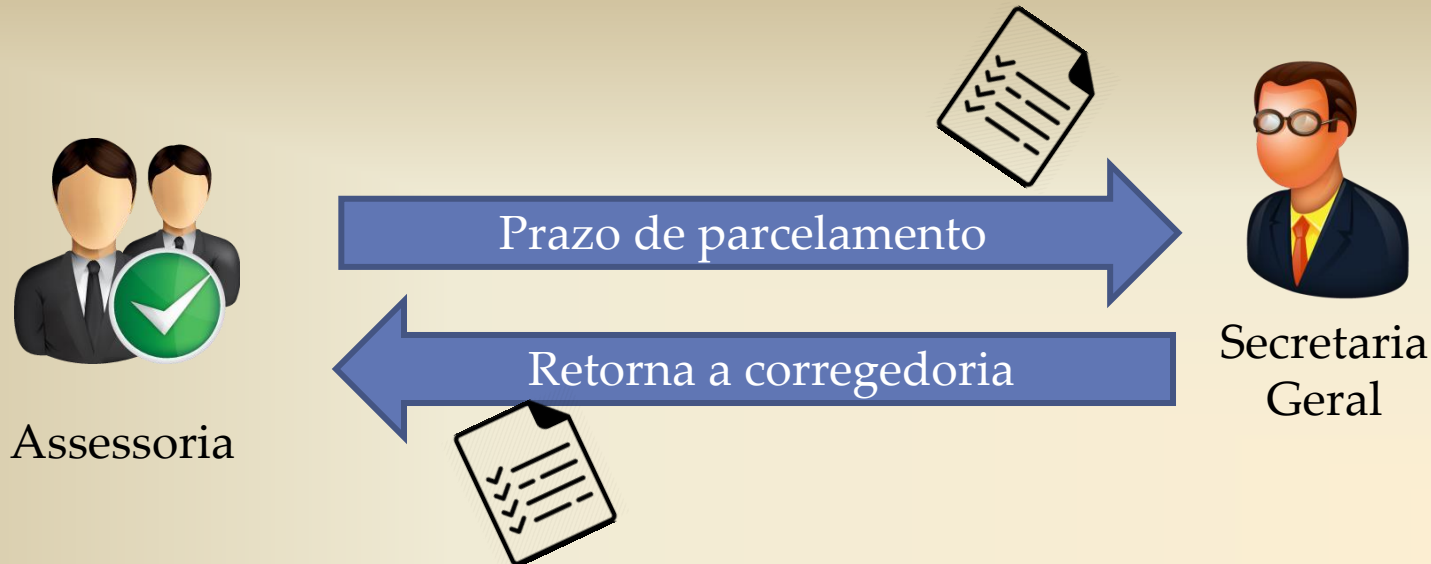 Prazo de parcelamento
Retorna a corregedoria
Assessoria
Secretaria
Geral